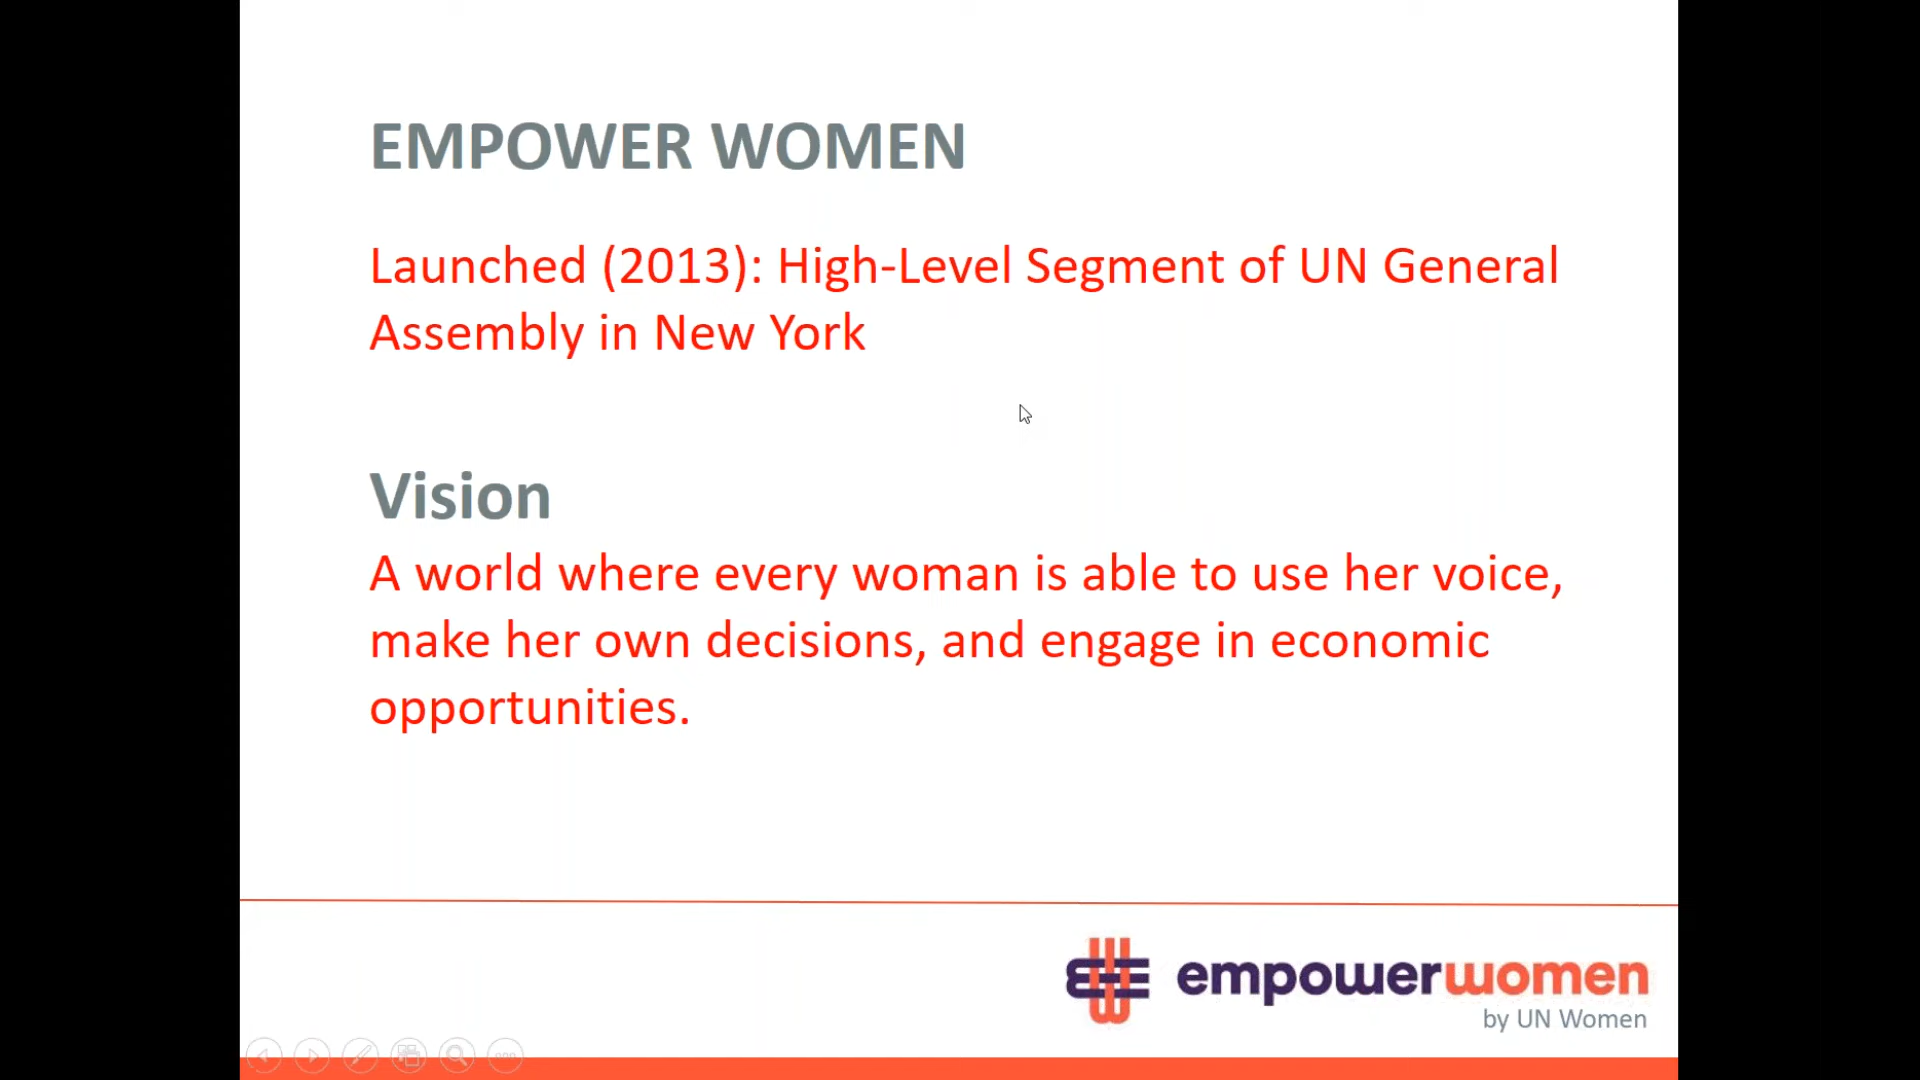 EMPOWER WOMEN
Launched (2013): High-Level Segment of UN General
Assembly in New York
Vision
A world where every woman is able to use her voice,
make her own decisions, and engage in economic
opportunities.
empowerwomen
by UN Women